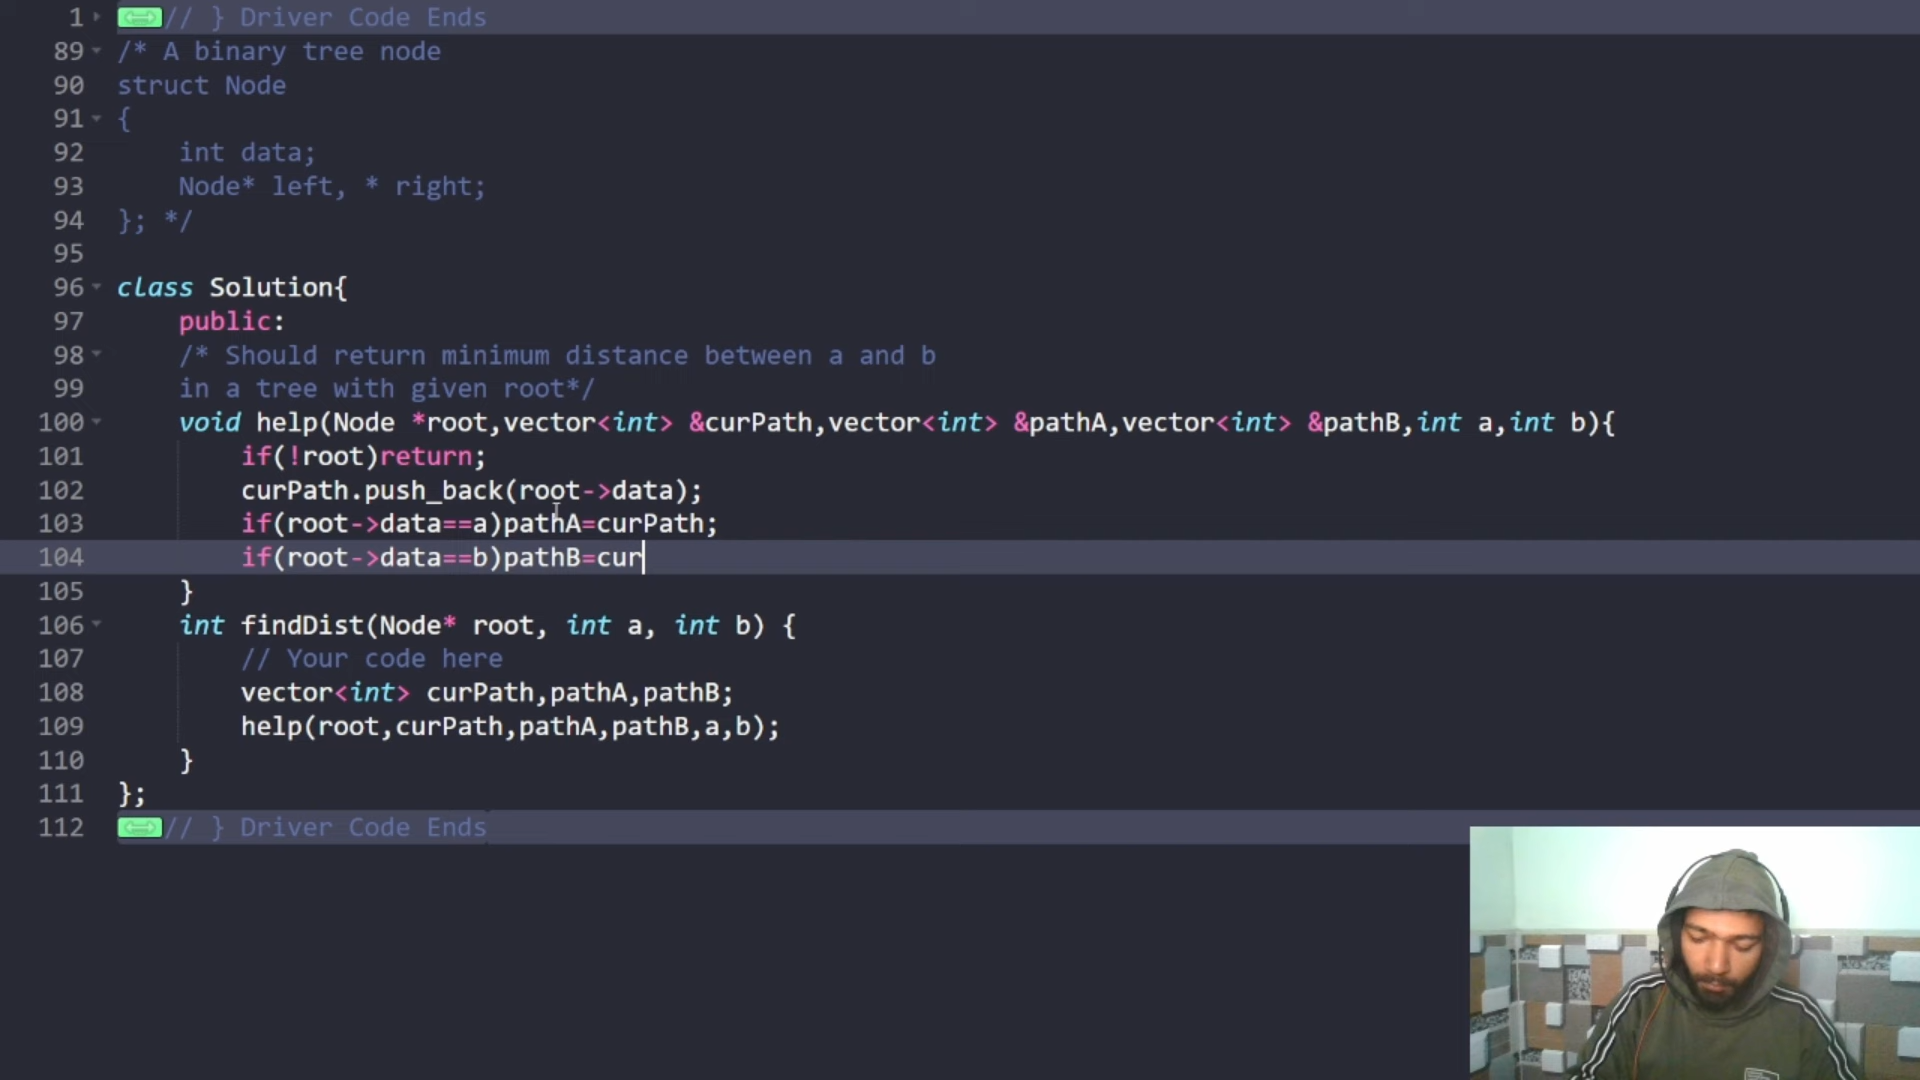 1 // } Driver Code Ends
89 /* A binary tree node
90 struct Node
91 {
92 int data;
93 Node* left, * right;
94 }; */
95
96 class Solution{
97 public:
98 /* Should return minimum distance between a and b
99 in a tree with given root*/
100 void help(Node *root,vector<int> &curPath,vector<int> &pathA,vector<int> &pathB,int a,int b){
101 if(!root)return;
102 curPath.push_back(root->data);
103 if(root->data==a)pathA=curPath;
104 if(root->data==b)pathB=cur
105 }
106 int findDist(Node* root, int a, int b) {
107 // Your code here
108 vector<int> curPath,pathA,pathB;
109 help(root,curPath,pathA,pathB,a,b);
110 }
111 };
112 // } Driver Code Ends